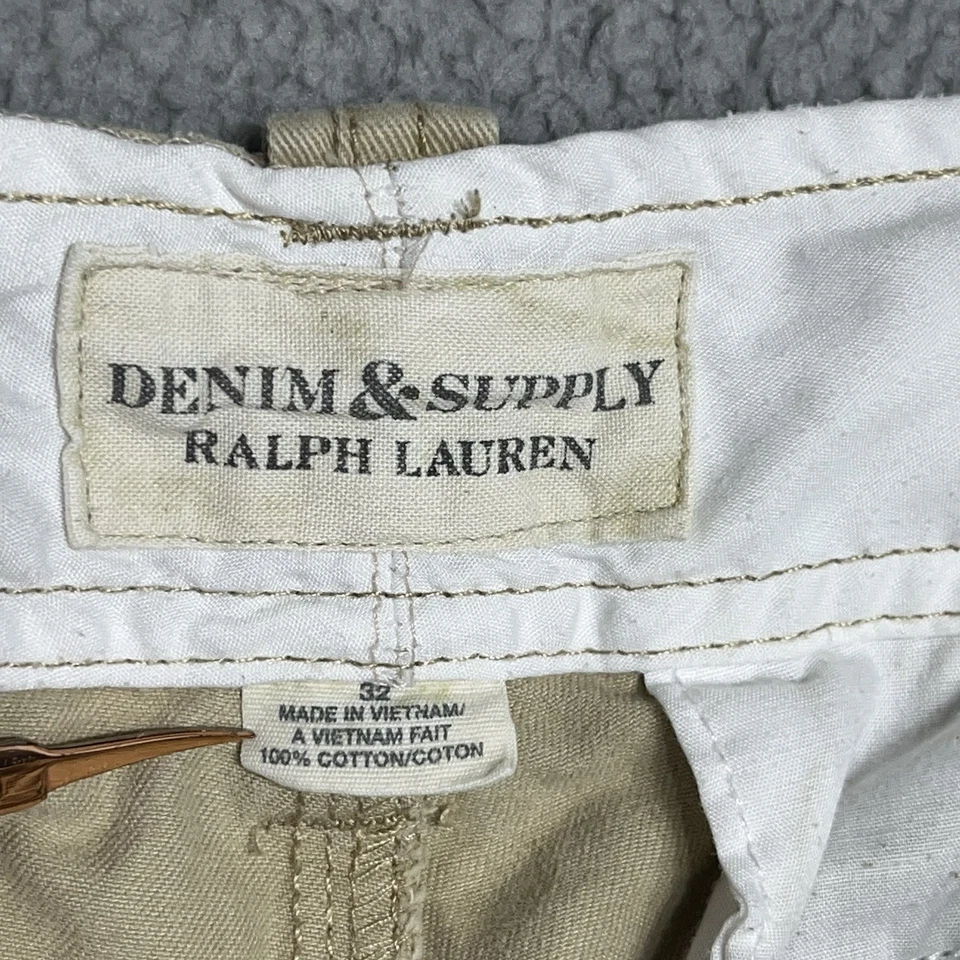 DENIM & SUPPLY
RALPH LAUREN
32
MADE IN VIETNAM/
A VIETNAM FAIT
100% COTTON/COTON